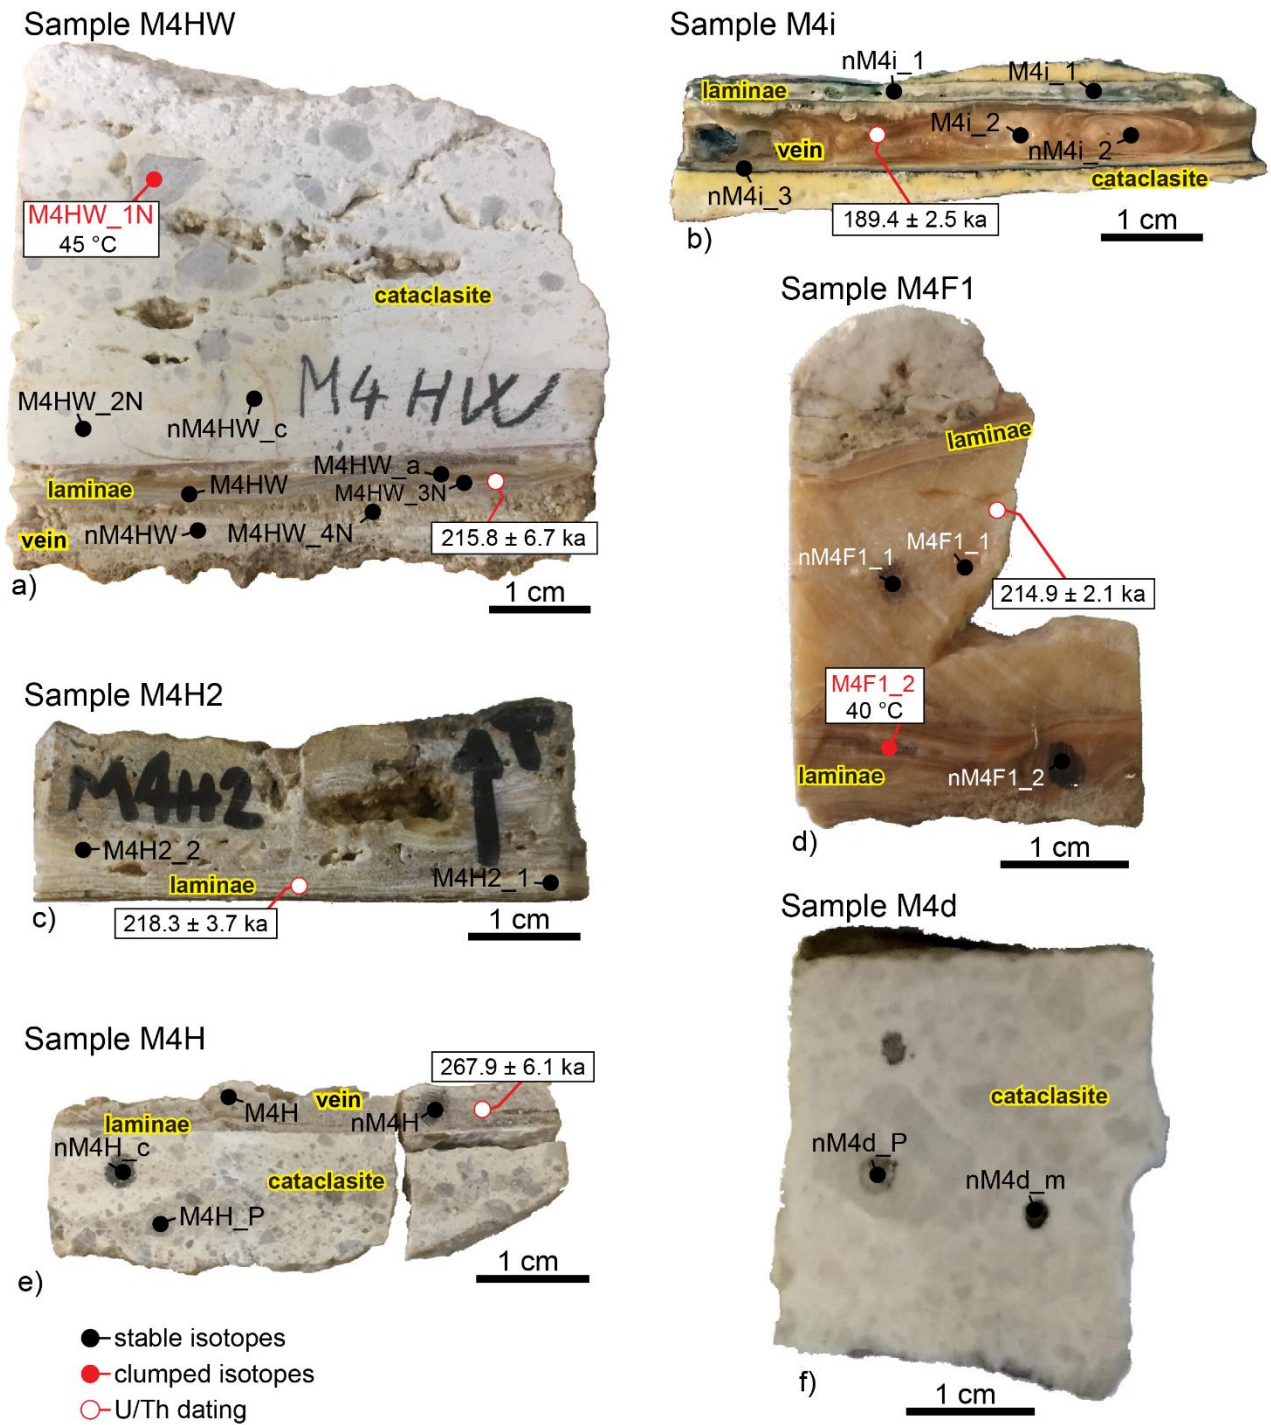 Sample M4HW
M4HW_1N
45 °C
cataclasite
M4HW
M4HW_2N
nM4HW_c
M4HW_a
laminae
M4HW
M4HW_3N
vein
nM4HW
M4HW_4N
215.8 ± 6.7 ka
a)
1 cm
Sample M4i
nM4i_1
M4i_1
laminae
M4i_2
vein
nM4i_2
nM4i_3
cataclasite
189.4 ± 2.5 ka
b)
1 cm
Sample M4H2
M4H2
T
M4H2_2
laminae
M4H2_1
218.3 ± 3.7 ka
c)
1 cm
Sample M4F1
laminae
nM4F1_1
M4F1_1
214.9 ± 2.1 ka
M4F1_2
40 °C
laminae
nM4F1_2
d)
1 cm
Sample M4H
267.9 ± 6.1 ka
M4H
vein
laminae
nM4H
nM4H_c
cataclasite
M4H_P
1 cm
e)
Sample M4d
cataclasite
nM4d_P
nM4d_m
f)
1 cm
stable isotopes
clumped isotopes
U/Th dating